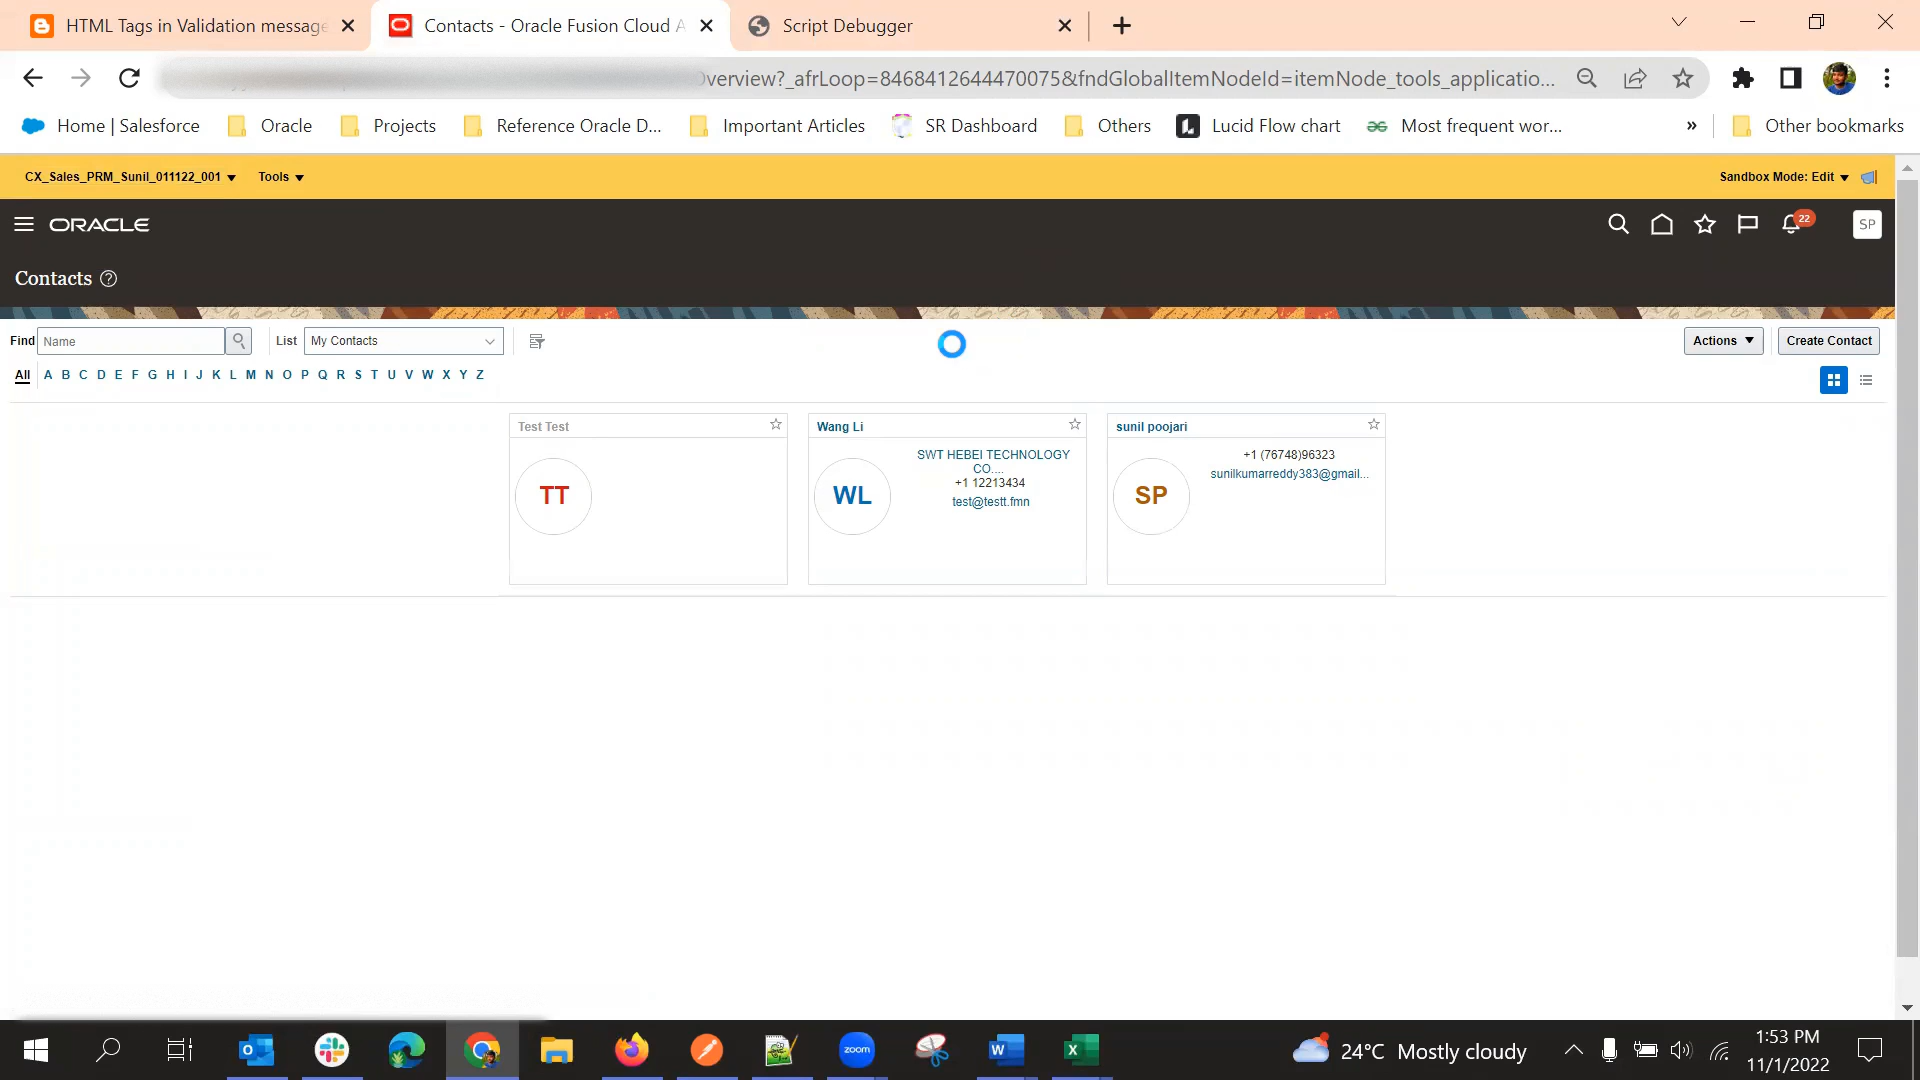 HTML Tags in Validation message
Contacts - Oracle Fusion Cloud A
Script Debugger
Overview?_afrLoop=8468412644470075&fndGlobalItemNodeId=itemNode_tools_applicatio...
Home | Salesforce
Oracle
Projects
Reference Oracle D...
Important Articles
SR Dashboard
Others
Lucid Flow chart
Most frequent wor...
»
Other bookmarks
CX_Sales_PRM_Sunil_011122_001
Tools
Sandbox Mode: Edit
ORACLE
22
SP
Contacts
Find
Name
List
My Contacts
Actions
Create Contact
All A B C D E F G H I J K L M N O P Q R S T U V W X Y Z
Test Test
TT
Wang Li
WL
SWT HEBEI TECHNOLOGY
CO....
+1 12213434
test@testt.fmn
sunil poojari
SP
+1 (76748)96323
sunilkumarreddy383@gmail...
zoom
24°C Mostly cloudy
1:53 PM
11/1/2022